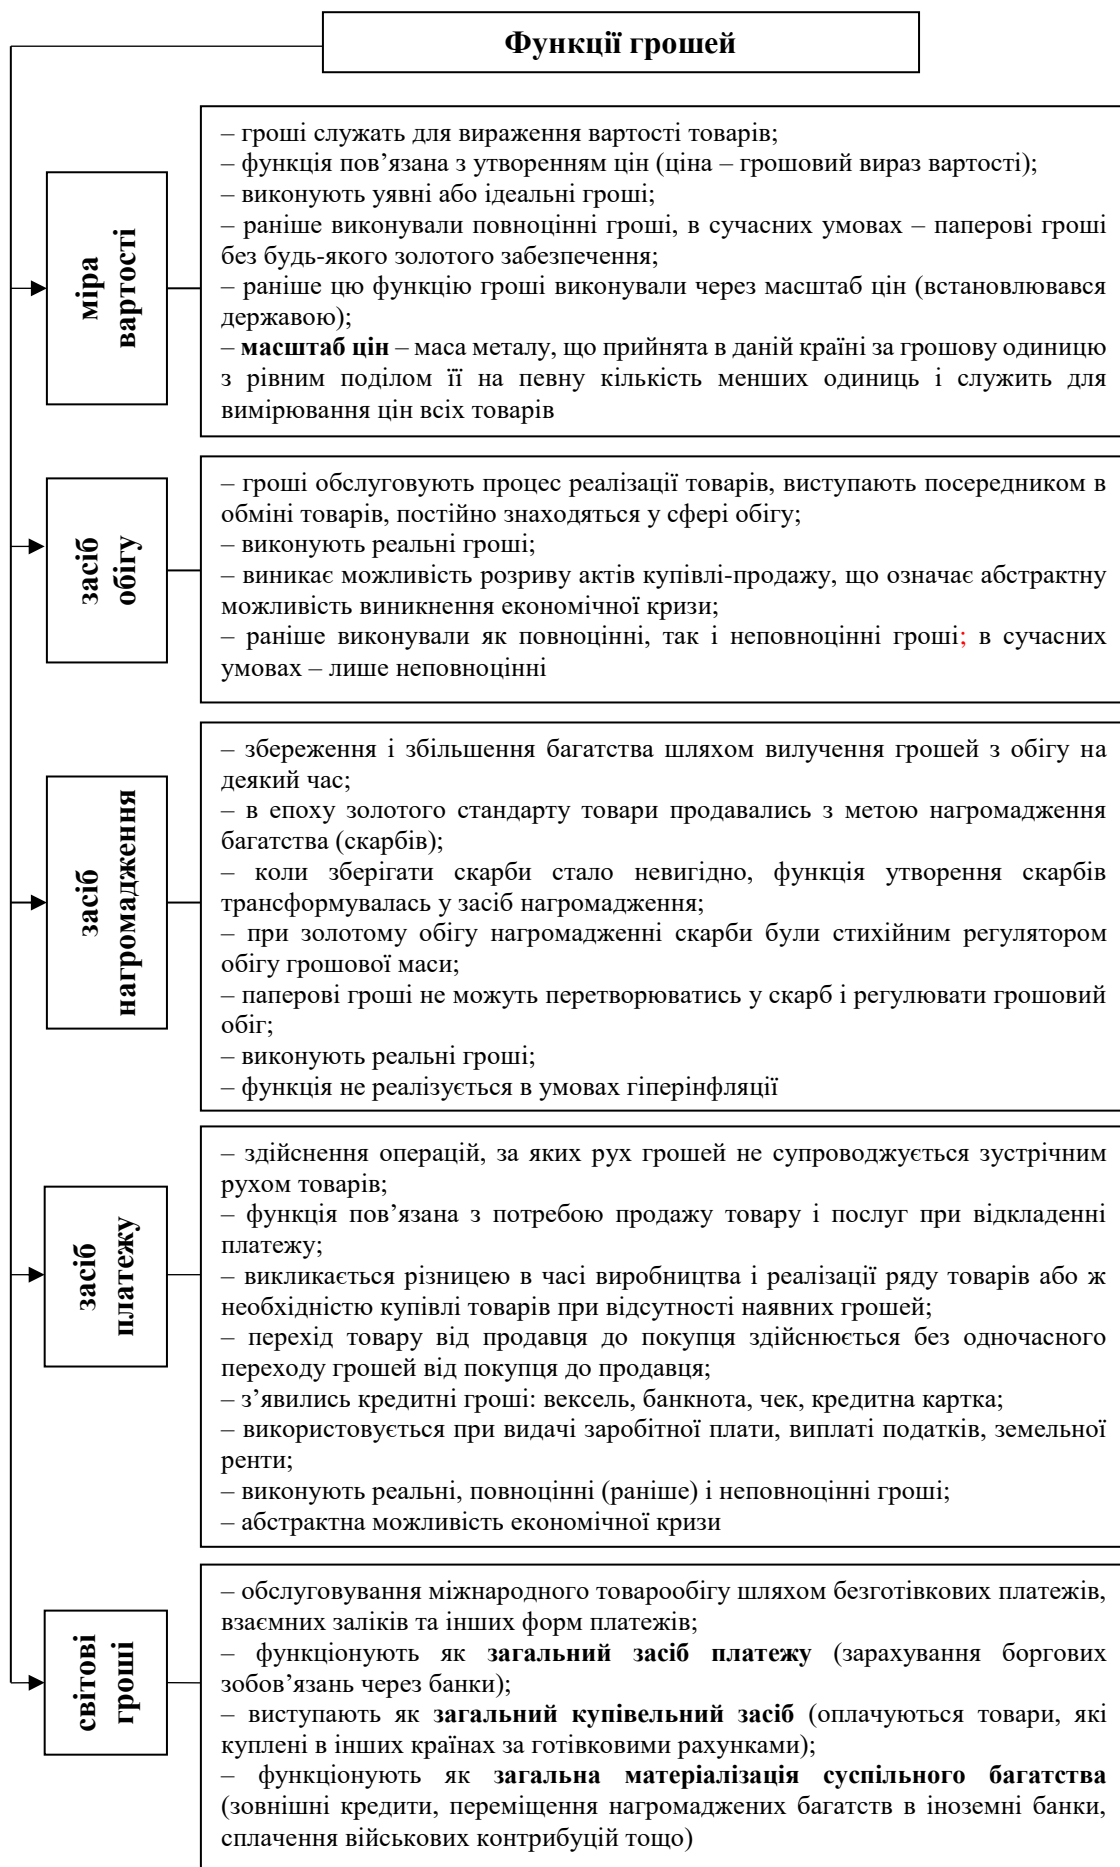 Функції грошей
міра
вартості
– гроші служать для вираження вартості товарів;
– функція пов’язана з утворенням цін (ціна – грошовий вираз вартості);
– виконують уявні або ідеальні гроші;
– раніше виконували повноцінні гроші, в сучасних умовах – паперові гроші
без будь-якого золотого забезпечення;
– раніше цю функцію гроші виконували через масштаб цін (встановлювався
державою);
– масштаб цін – маса металу, що прийнята в даній країні за грошову одиницю
з рівним поділом її на певну кількість менших одиниць і служить для
вимірювання цін всіх товарів
засіб
обігу
– гроші обслуговують процес реалізації товарів, виступають посередником в
обміні товарів, постійно знаходяться у сфері обігу;
– виконують реальні гроші;
– виникає можливість розриву актів купівлі-продажу, що означає абстрактну
можливість виникнення економічної кризи;
– раніше виконували як повноцінні, так і неповноцінні гроші; в сучасних
умовах – лише неповноцінні
засіб
нагромадження
– збереження і збільшення багатства шляхом вилучення грошей з обігу на
деякий час;
– в епоху золотого стандарту товари продавались з метою нагромадження
багатства (скарбів);
– коли зберігати скарби стало невигідно, функція утворення скарбів
трансформувалась у засіб нагромадження;
– при золотому обігу нагромадженні скарби були стихійним регулятором
обігу грошової маси;
– паперові гроші не можуть перетворюватись у скарб і регулювати грошовий
обіг;
– виконують реальні гроші;
– функція не реалізується в умовах гіперінфляції
засіб
платежу
– здійснення операцій, за яких рух грошей не супроводжується зустрічним
рухом товарів;
– функція пов’язана з потребою продажу товару і послуг при відкладенні
платежу;
– викликається різницею в часі виробництва і реалізації ряду товарів або ж
необхідністю купівлі товарів при відсутності наявних грошей;
– перехід товару від продавця до покупця здійснюється без одночасного
переходу грошей від покупця до продавця;
– з’явились кредитні гроші: вексель, банкнота, чек, кредитна картка;
– використовується при видачі заробітної плати, виплаті податків, земельної
ренти;
– виконують реальні, повноцінні (раніше) і неповноцінні гроші;
– абстрактна можливість економічної кризи
світові
гроші
– обслуговування міжнародного товарообігу шляхом безготівкових платежів,
взаємних заліків та інших форм платежів;
– функціонують як загальний засіб платежу (зарахування боргових
зобов’язань через банки);
– виступають як загальний купівельний засіб (оплачуються товари, які
куплені в інших країнах за готівковими рахунками);
– функціонують як загальна матеріалізація суспільного багатства
(зовнішні кредити, переміщення нагромаджених багатств в іноземні банки,
сплачення військових контрибуцій тощо)